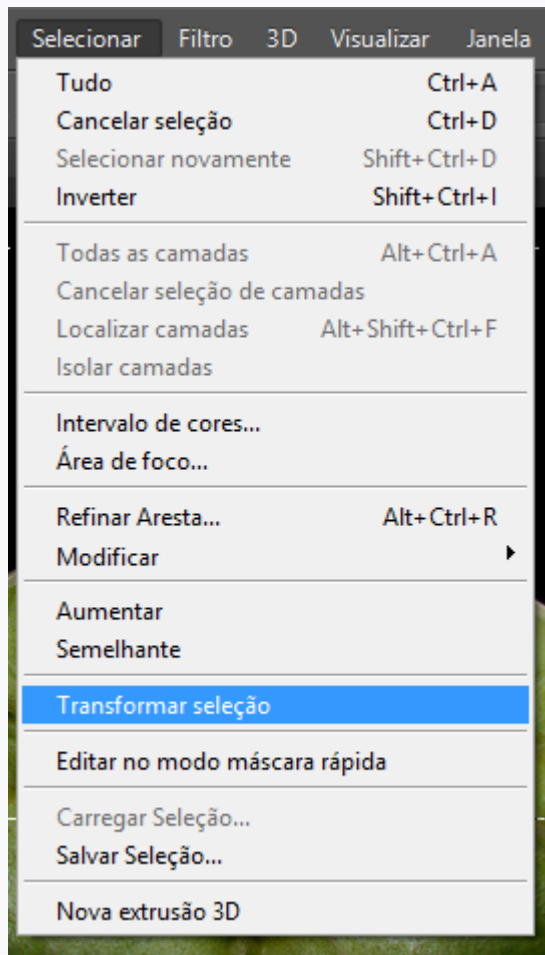 Selecionar Filtro 3D Visualizar Janela
Tudo Ctrl+A
Cancelar seleção Ctrl+D
Selecionar novamente Shift+Ctrl+D
Inverter Shift+Ctrl+I
Todas as camadas Alt+Ctrl+A
Cancelar seleção de camadas
Localizar camadas Alt+Shift+Ctrl+F
Isolar camadas
Intervalo de cores...
Área de foco...
Refinar Aresta... Alt+Ctrl+R
Modificar
Aumentar
Semelhante
Transformar seleção
Editar no modo máscara rápida
Carregar Seleção...
Salvar Seleção...
Nova extrusão 3D